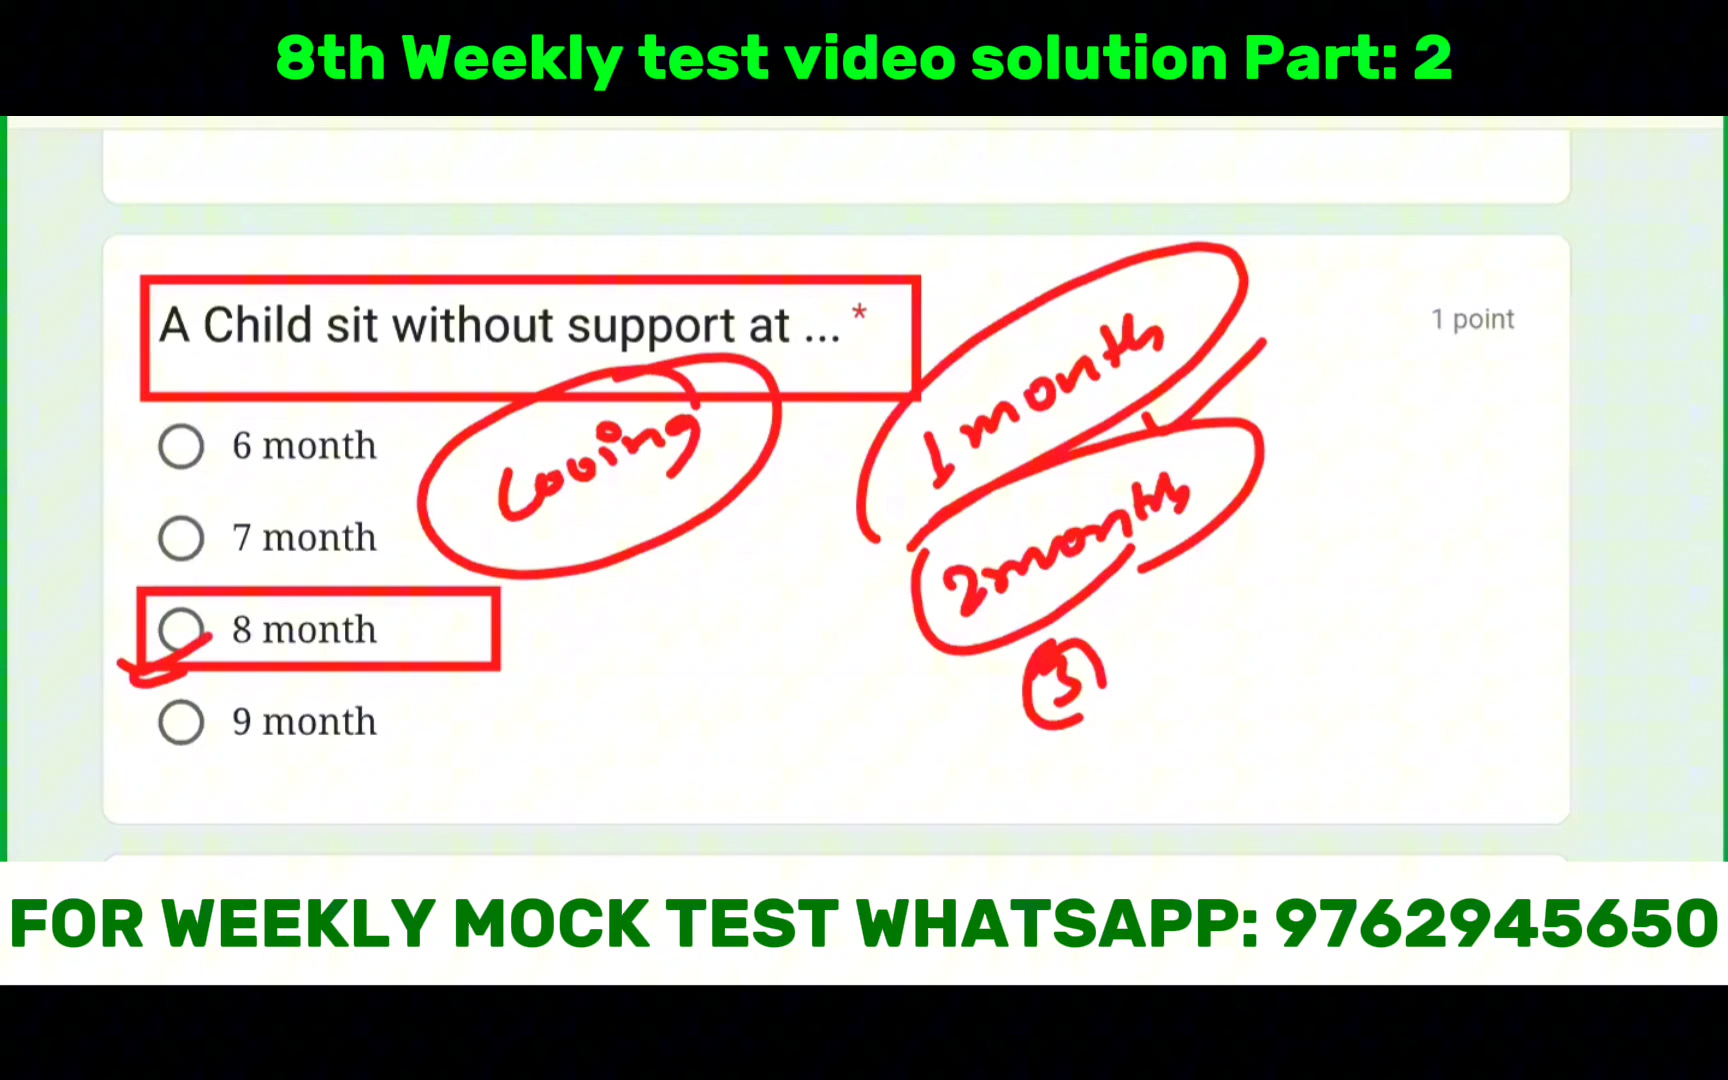 8th Weekly test video solution Part: 2
A Child sit without support at ... *
1 point
6 month
7 month
8 month
9 month
Cooing
1 month
2 months
3
FOR WEEKLY MOCK TEST WHATSAPP: 9762945650